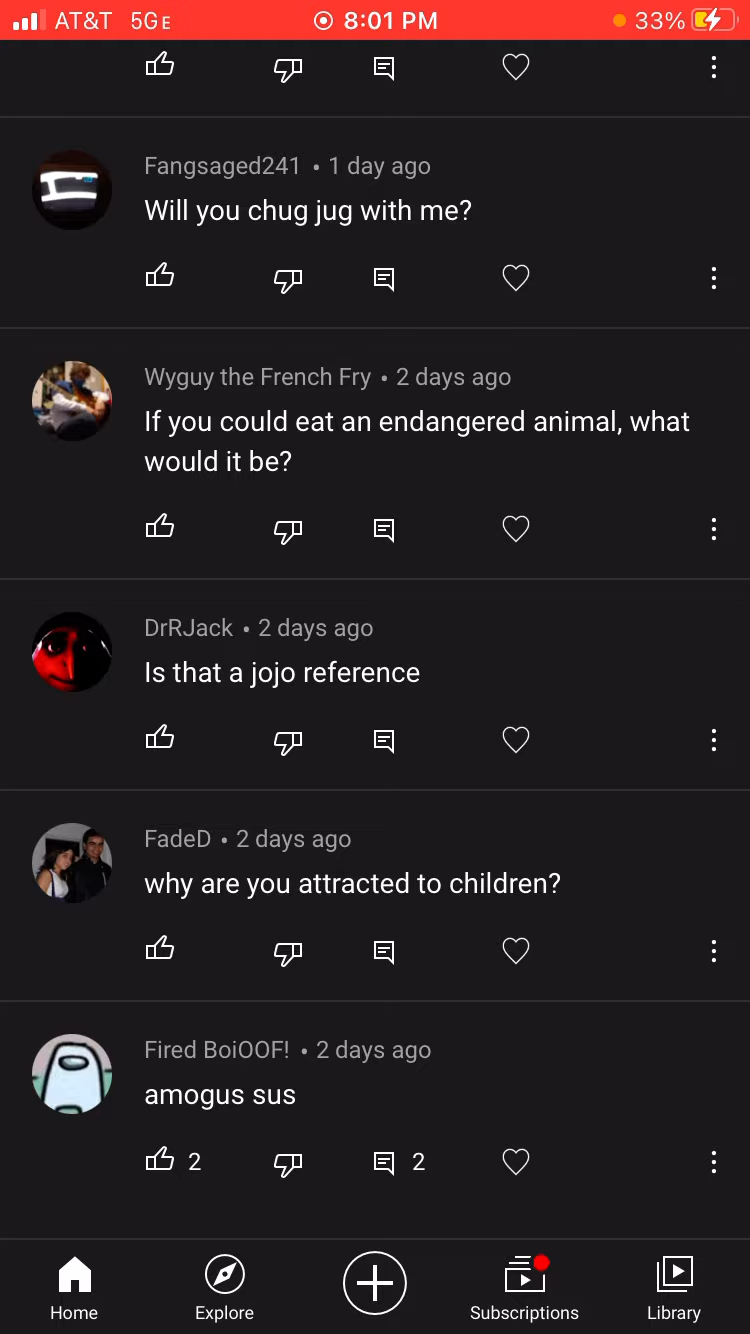 AT&T 5GE 8:01 PM 33%
Fangsaged241 • 1 day ago
Will you chug jug with me?
Wyguy the French Fry • 2 days ago
If you could eat an endangered animal, what
would it be?
DrRJack • 2 days ago
Is that a jojo reference
FadeD • 2 days ago
why are you attracted to children?
Fired BoiOOF! • 2 days ago
amogus sus
2 2
Home Explore Subscriptions Library